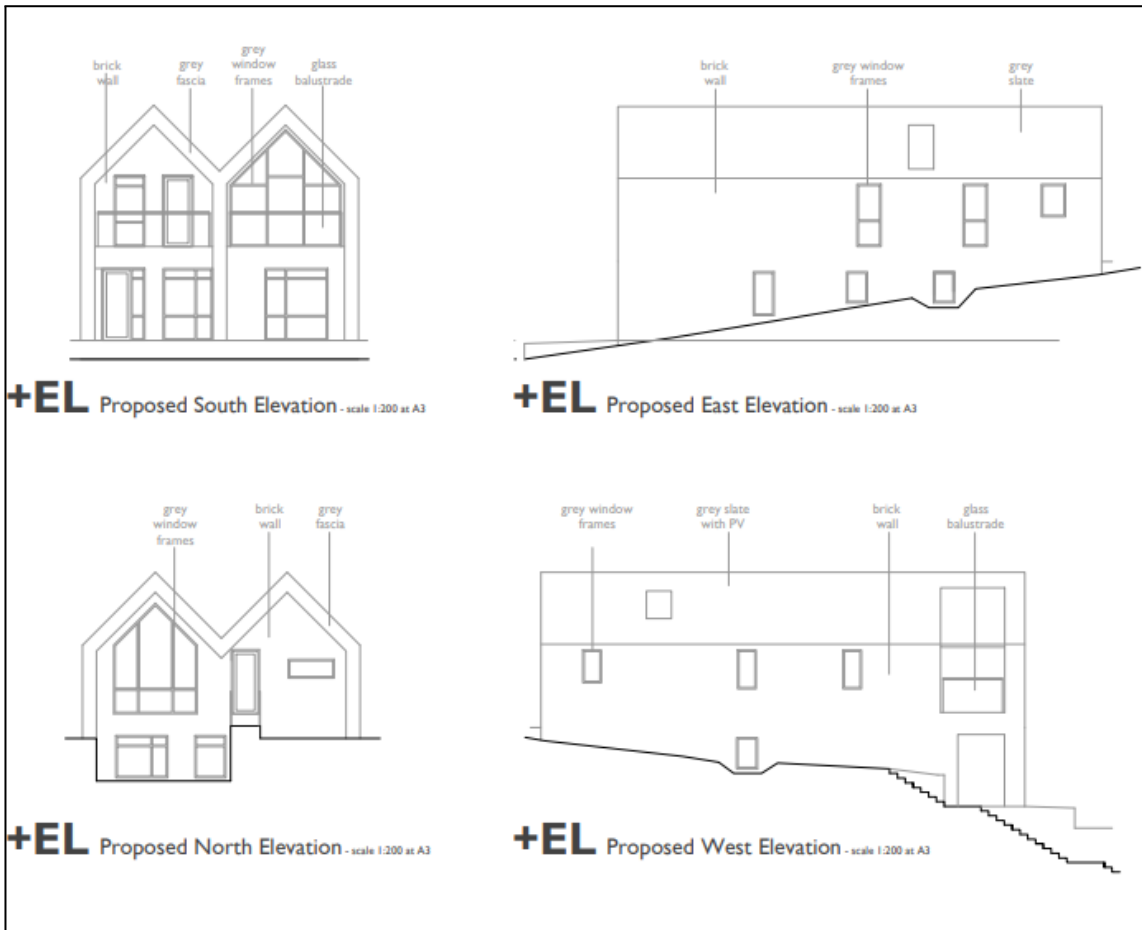 brick
wall
grey
fascia
grey
window
frames
glass
balustrade
brick
wall
grey window
frames
grey
slate
+EL Proposed South Elevation - scale 1:200 at A3
+EL Proposed East Elevation - scale 1:200 at A3
grey
window
frames
brick
wall
grey
fascia
grey window
frames
grey slate
with PV
brick
wall
glass
balustrade
+EL Proposed North Elevation - scale 1:200 at A3
+EL Proposed West Elevation - scale 1:200 at A3